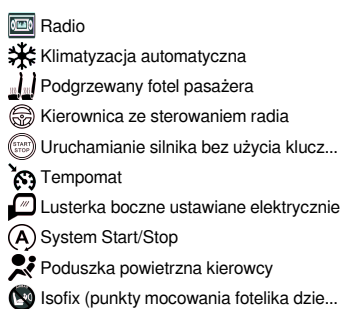 Radio
Klimatyzacja automatyczna
Podgrzewany fotel pasażera
Kierownica ze sterowaniem radia
START STOP
Uruchamianie silnika bez użycia klucz...
Tempomat
Lusterka boczne ustawiane elektrycznie
A
System Start/Stop
Poduszka powietrzna kierowcy
Isofix (punkty mocowania fotelika dzie...